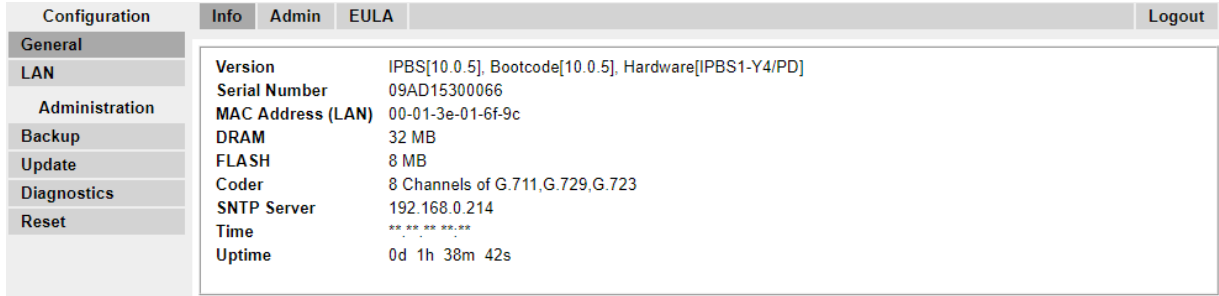 Configuration
Info Admin EULA Logout
General
LAN
Administration
Backup
Update
Diagnostics
Reset
Version IPBS[10.0.5], Bootcode[10.0.5], Hardware[IPBS1-Y4/PD]
Serial Number 09AD15300066
MAC Address (LAN) 00-01-3e-01-6f-9c
DRAM 32 MB
FLASH 8 MB
Coder 8 Channels of G.711,G.729,G.723
SNTP Server 192.168.0.214
Time **.**.** **:**
Uptime 0d 1h 38m 42s